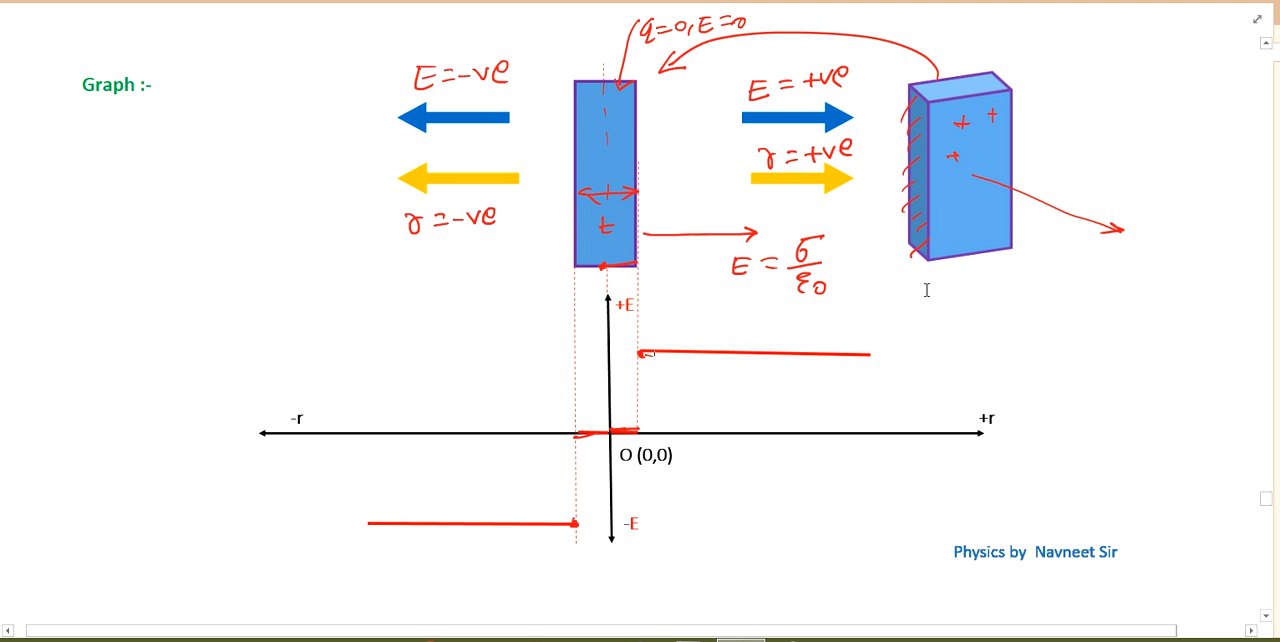 q=0, E=0
Graph :-
E=-ve
E=+ve
+ +
+
r=+ve
r=-ve
t
E=σ/ε0
+E
-r
+r
O (0,0)
-E
Physics by Navneet Sir